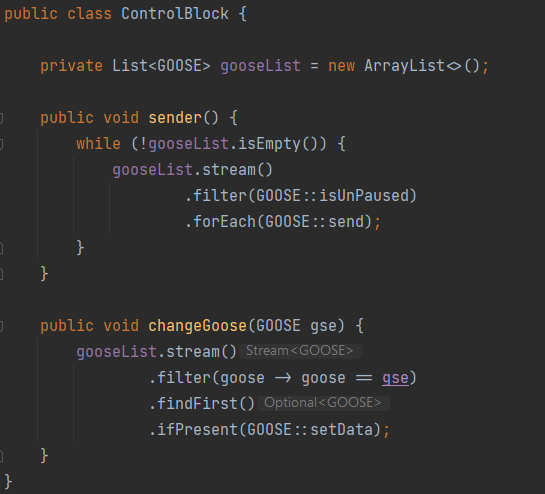 public class ControlBlock {
private List<GOOSE> gooseList = new ArrayList<>();
public void sender() {
while (!gooseList.isEmpty()) {
gooseList.stream()
.filter(GOOSE::isUnPaused)
.forEach(GOOSE::send);
}
}
public void changeGoose(GOOSE gse) {
gooseList.stream() Stream<GOOSE>
.filter(goose -> goose == gse)
.findFirst() Optional<GOOSE>
.ifPresent(GOOSE::setData);
}
}